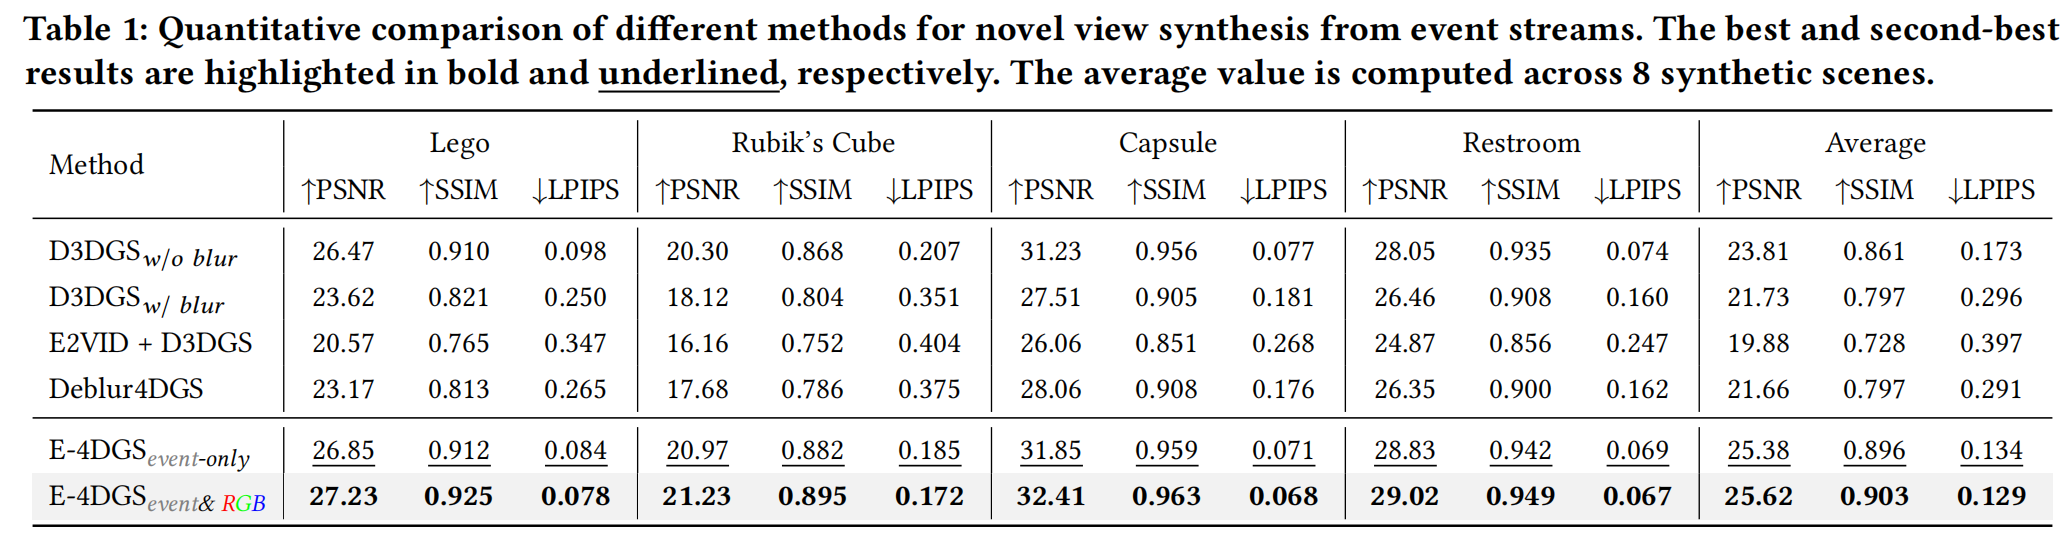 Table 1: Quantitative comparison of different methods for novel view synthesis from event streams. The best and second-best
results are highlighted in bold and underlined, respectively. The average value is computed across 8 synthetic scenes.
Method Lego Rubik's Cube Capsule Restroom Average
↑PSNR ↑SSIM ↓LPIPS ↑PSNR ↑SSIM ↓LPIPS ↑PSNR ↑SSIM ↓LPIPS ↑PSNR ↑SSIM ↓LPIPS ↑PSNR ↑SSIM ↓LPIPS
D3DGS w/o blur 26.47 0.910 0.098 20.30 0.868 0.207 31.23 0.956 0.077 28.05 0.935 0.074 23.81 0.861 0.173
D3DGS w/ blur 23.62 0.821 0.250 18.12 0.804 0.351 27.51 0.905 0.181 26.46 0.908 0.160 21.73 0.797 0.296
E2VID + D3DGS 20.57 0.765 0.347 16.16 0.752 0.404 26.06 0.851 0.268 24.87 0.856 0.247 19.88 0.728 0.397
Deblur4DGS 23.17 0.813 0.265 17.68 0.786 0.375 28.06 0.908 0.176 26.35 0.900 0.162 21.66 0.797 0.291
E-4DGS event-only 26.85 0.912 0.084 20.97 0.882 0.185 31.85 0.959 0.071 28.83 0.942 0.069 25.38 0.896 0.134
E-4DGS event& RGB 27.23 0.925 0.078 21.23 0.895 0.172 32.41 0.963 0.068 29.02 0.949 0.067 25.62 0.903 0.129